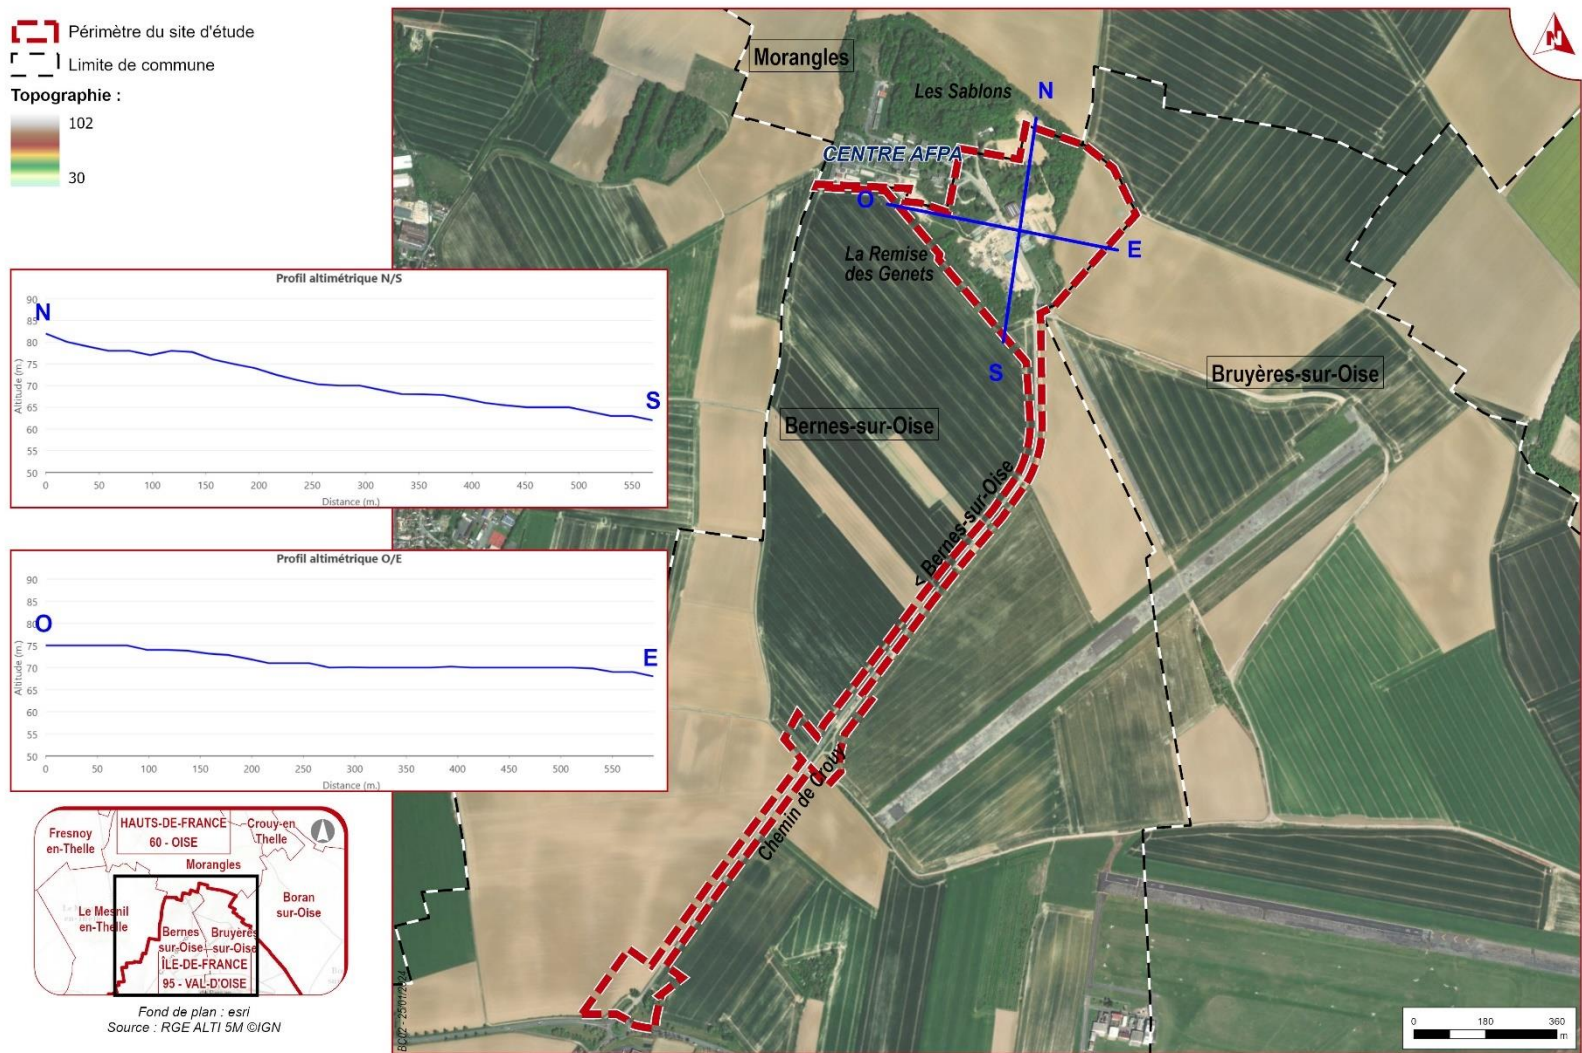 Périmètre du site d'étude
Limite de commune
Topographie :
102
30
N
Morangles
Les Sablons
N
CENTRE AFPA
O
E
La Remise
des Genets
S
Bruyères-sur-Oise
Bernes-sur-Oise
< Bernes-sur-Oise
Chemin de Crouy
Profil altimétrique N/S
N
S
Altitude (m.)
90
85
80
75
70
65
60
55
50
0 50 100 150 200 250 300 350 400 450 500 550
Distance (m.)
Profil altimétrique O/E
O
E
Altitude (m.)
90
85
80
75
70
65
60
55
50
0 50 100 150 200 250 300 350 400 450 500 550
Distance (m.)
HAUTS-DE-FRANCE
60 - OISE
Fresnoy
en-Thelle
Crouy-en
Thelle
Morangles
Le Mesnil
en-Thelle
Boran
sur-Oise
Bernes
sur-Oise
Bruyères
sur-Oise
ÎLE-DE-FRANCE
95 - VAL-D'OISE
Fond de plan : esri
Source : RGE ALTI 5M ©IGN
0 180 360
m